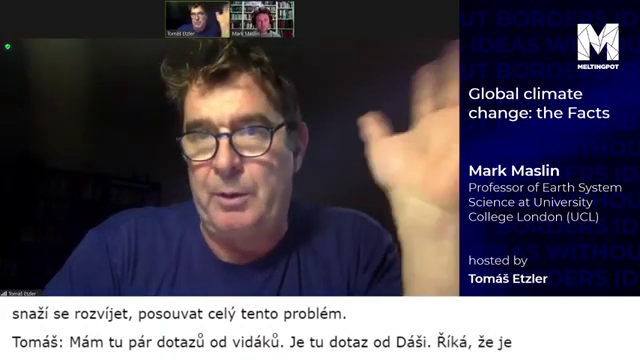 Tomáš Etzler
Mark Maslin
MELTINGPOT
Global climate
change: the Facts
Mark Maslin
Professor of Earth System
Science at University
College London (UCL)
hosted by
Tomáš Etzler
Tomáš Etzler
snaží se rozvíjet, posouvat celý tento problém.
Tomáš: Mám tu pár dotazů od vidáků. Je tu dotaz od Dáši. Říká, že je